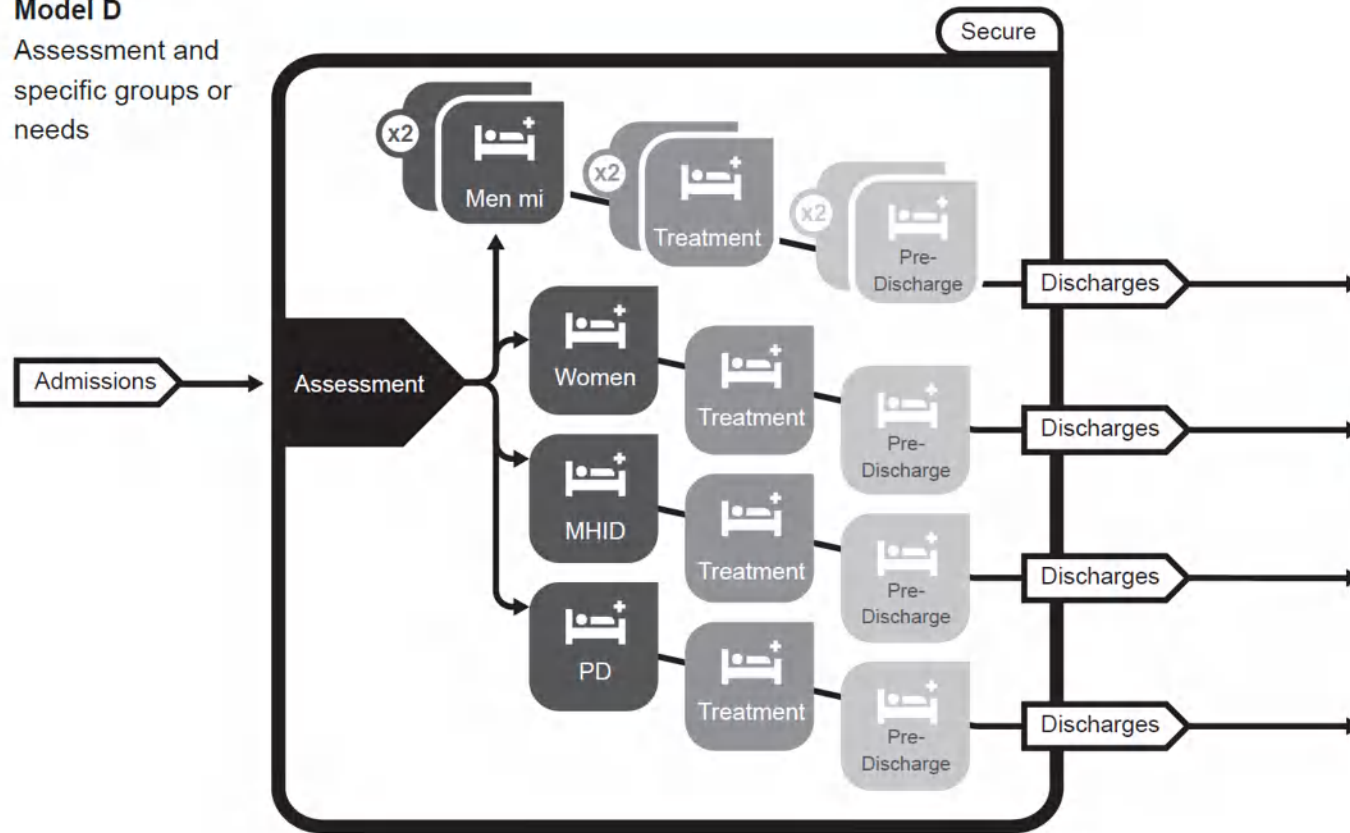 Model D
Assessment and
specific groups or
needs
Secure
x2
Men mi
x2
Treatment
x2
Pre-
Discharge
Discharges
Admissions
Assessment
Women
Treatment
Pre-
Discharge
Discharges
MHID
Treatment
Pre-
Discharge
Discharges
PD
Treatment
Pre-
Discharge
Discharges